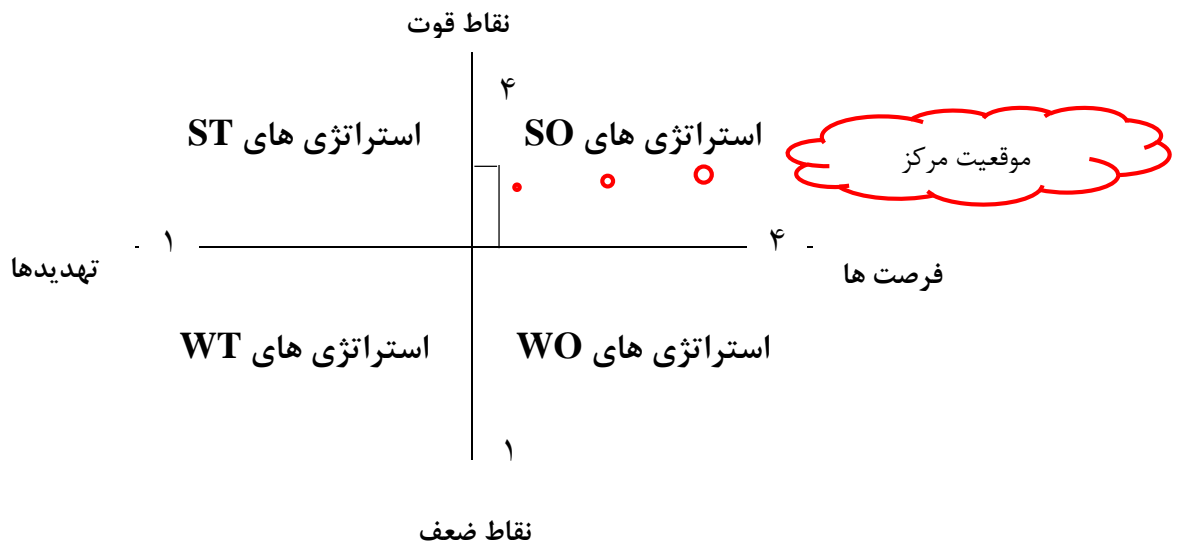 نقاط قوت
۴
استراتژی های SO
استراتژی های ST
موقعیت مرکز
۴
۱
فرصت ها
تهدیدها
استراتژی های WO
استراتژی های WT
۱
نقاط ضعف